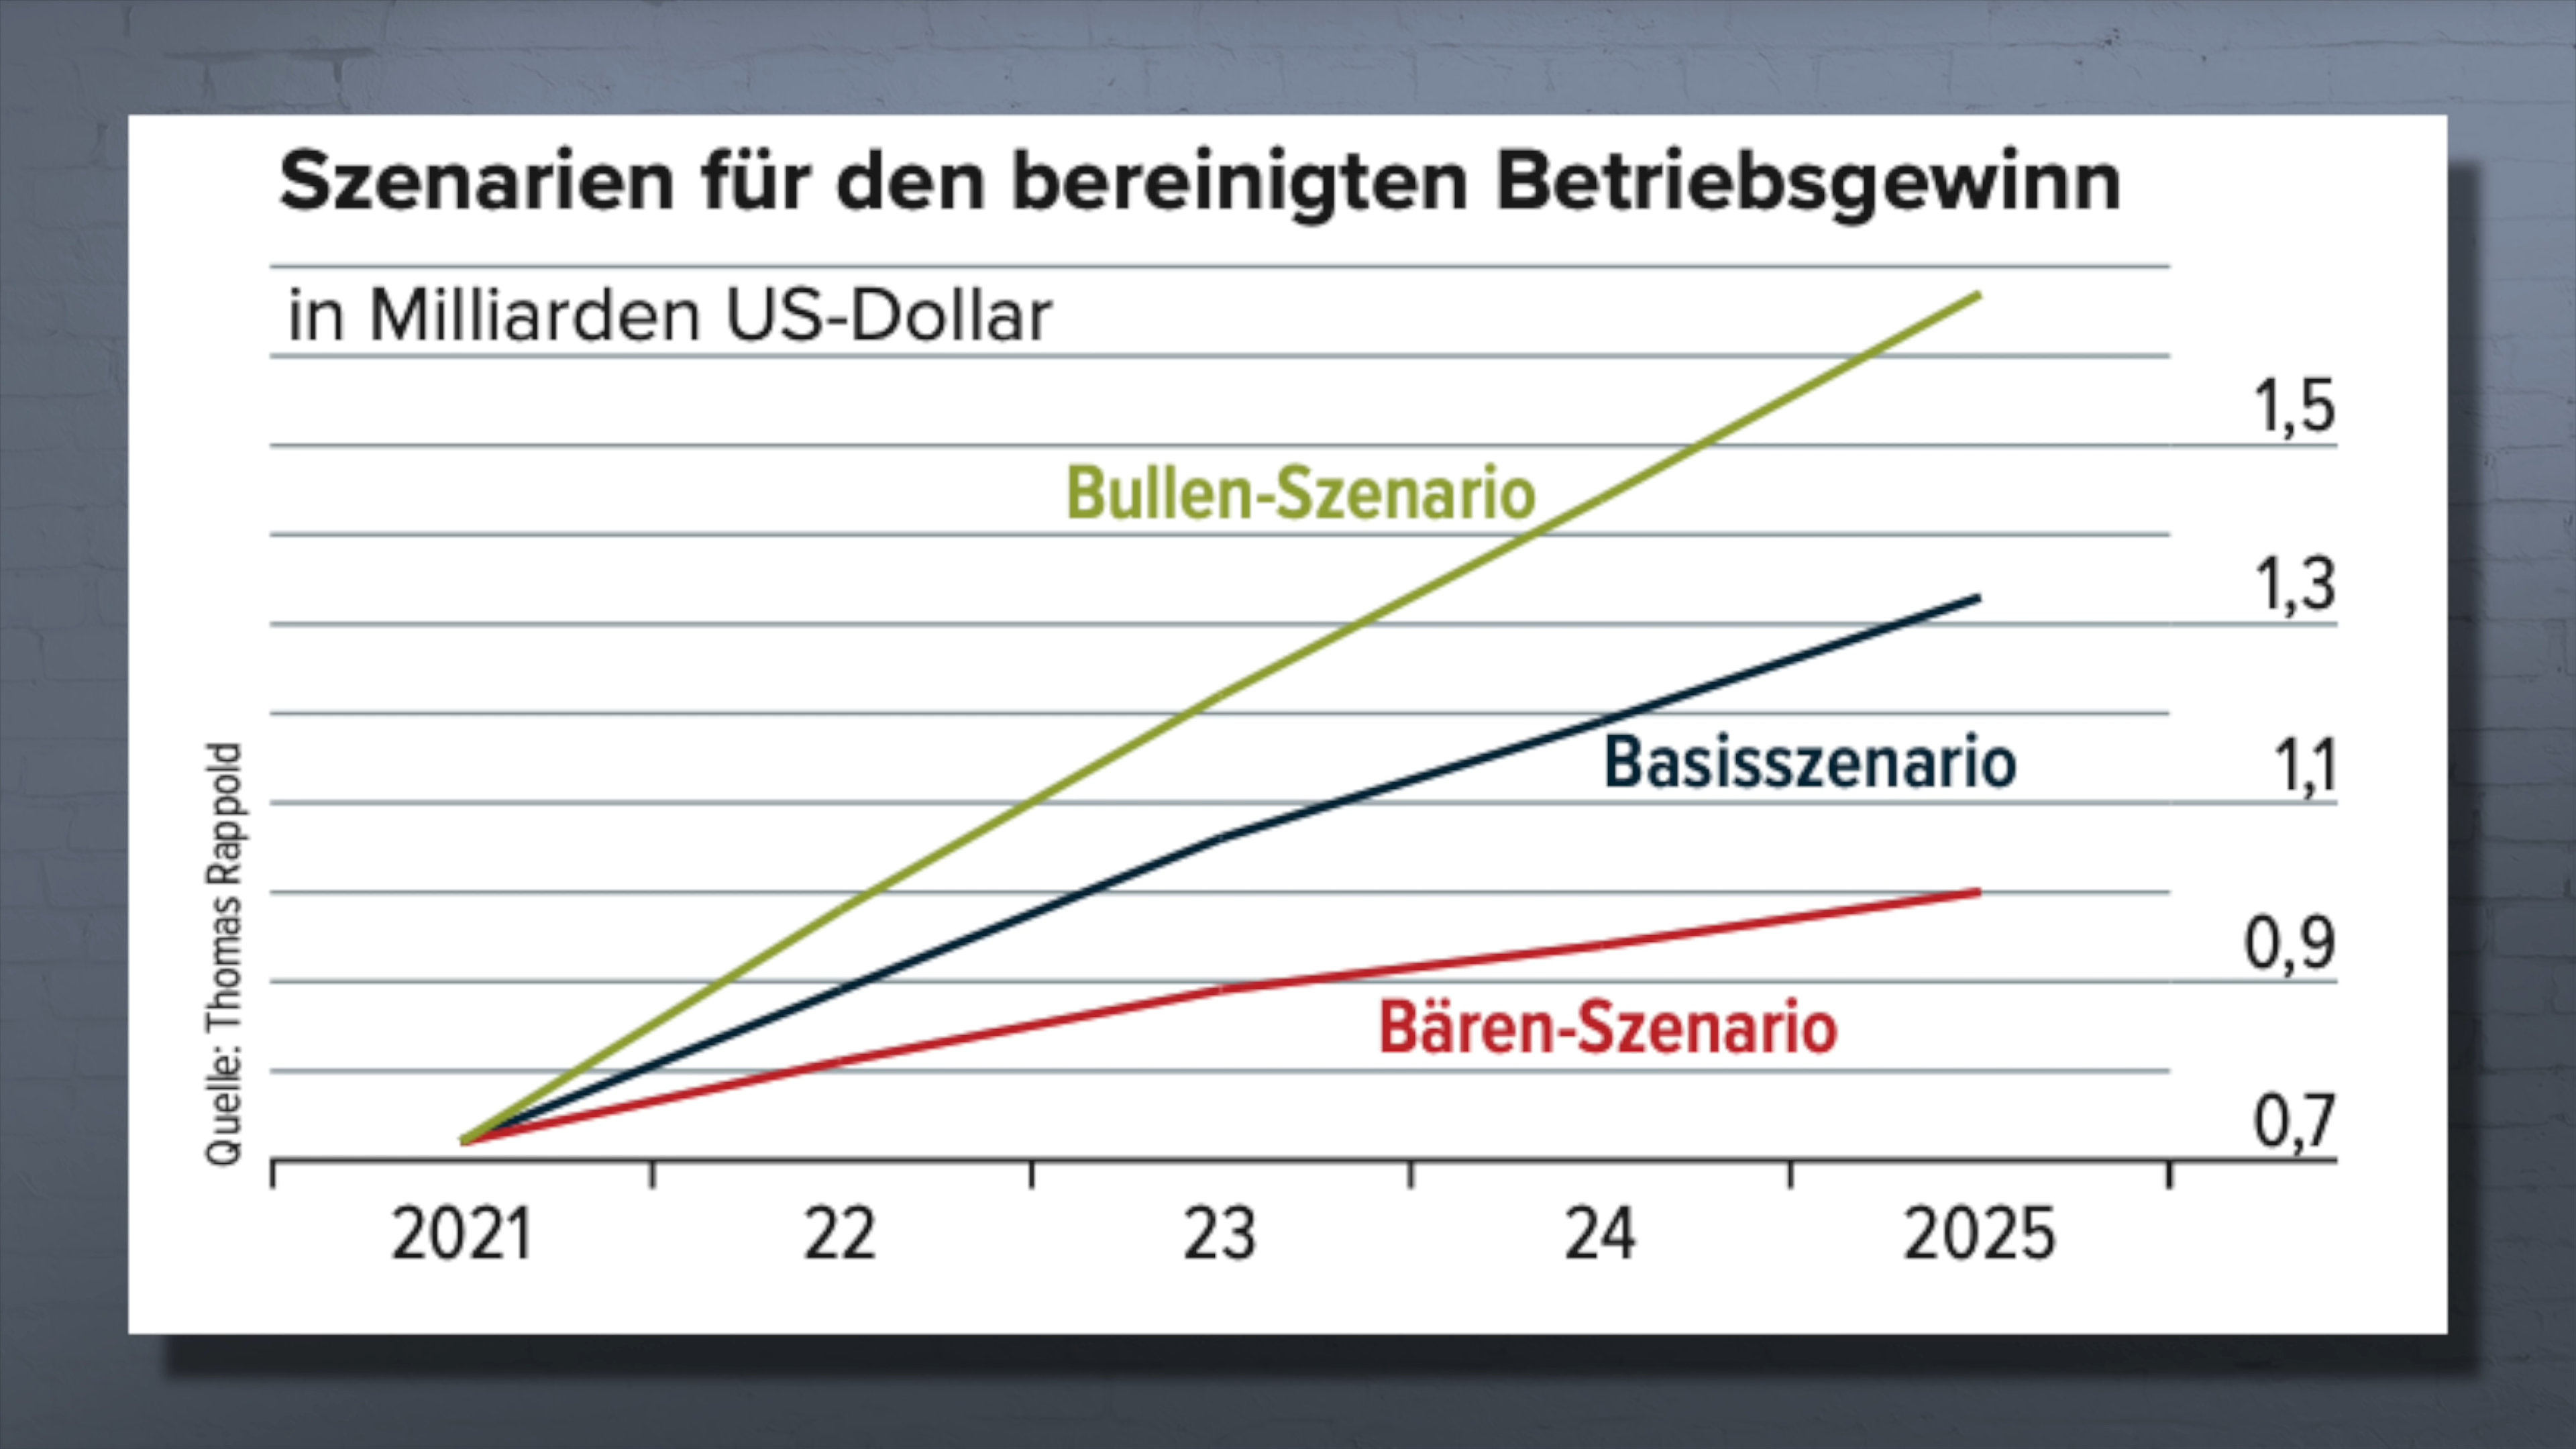 Szenarien für den bereinigten Betriebsgewinn
in Milliarden US-Dollar
1,5
Bullen-Szenario
1,3
Basisszenario
1,1
0,9
Bären-Szenario
0,7
2021 22 23 24 2025
Quelle: Thomas Rappold